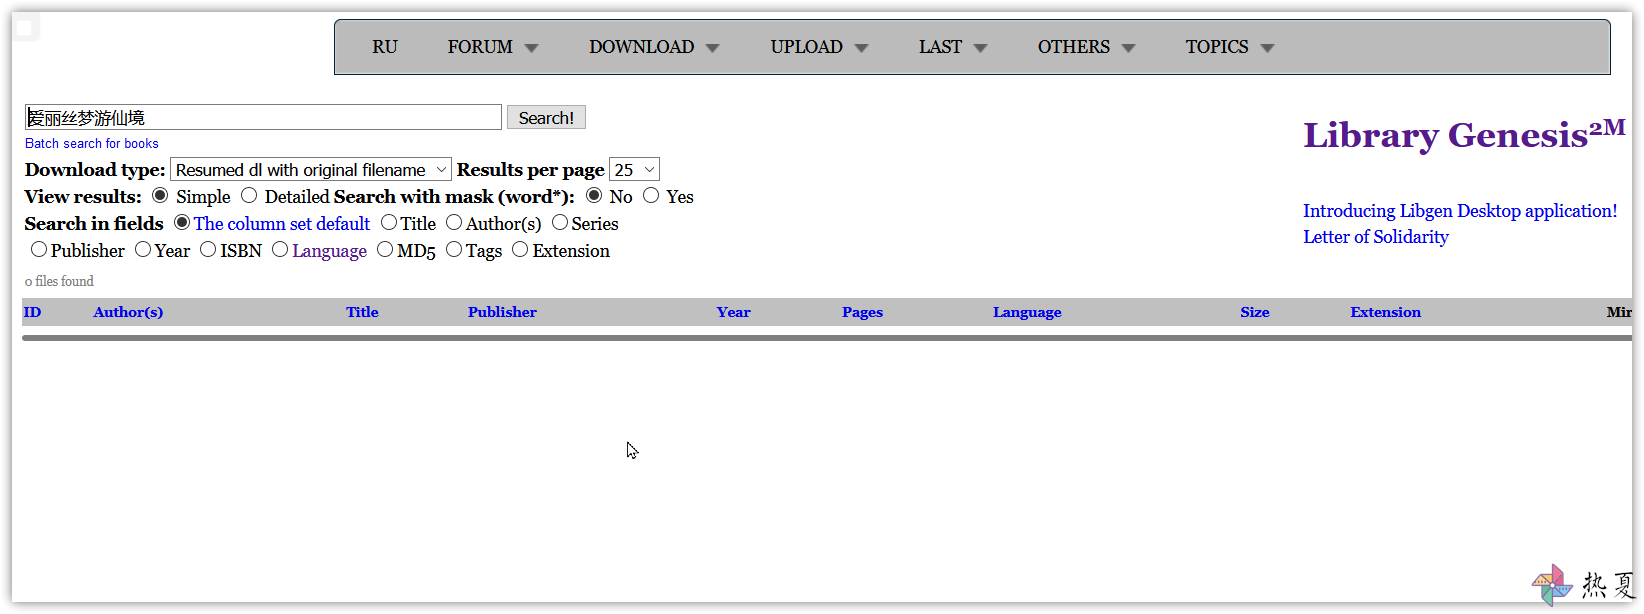 RU FORUM DOWNLOAD UPLOAD LAST OTHERS TOPICS
爱丽丝梦游仙境 Search!
Library Genesis2M
Batch search for books
Download type: Resumed dl with original filename Results per page 25
View results: Simple Detailed Search with mask (word*): No Yes
Introducing Libgen Desktop application!
Search in fields The column set default Title Author(s) Series
Letter of Solidarity
Publisher Year ISBN Language MD5 Tags Extension
0 files found
ID Author(s) Title Publisher Year Pages Language Size Extension Mir
热夏